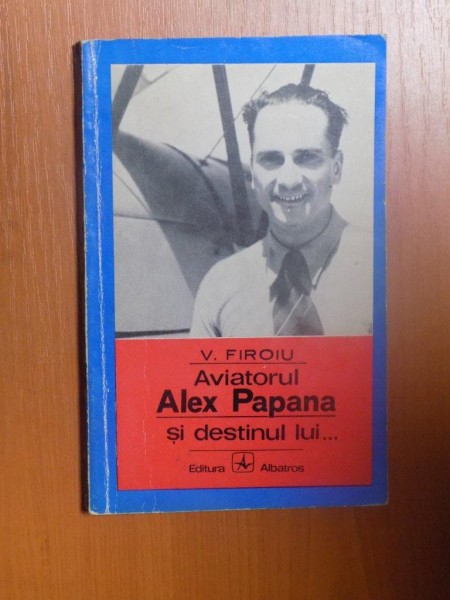 V. FIROIU
Aviatorul
Alex Papana
și destinul lui...
Editura Albatros